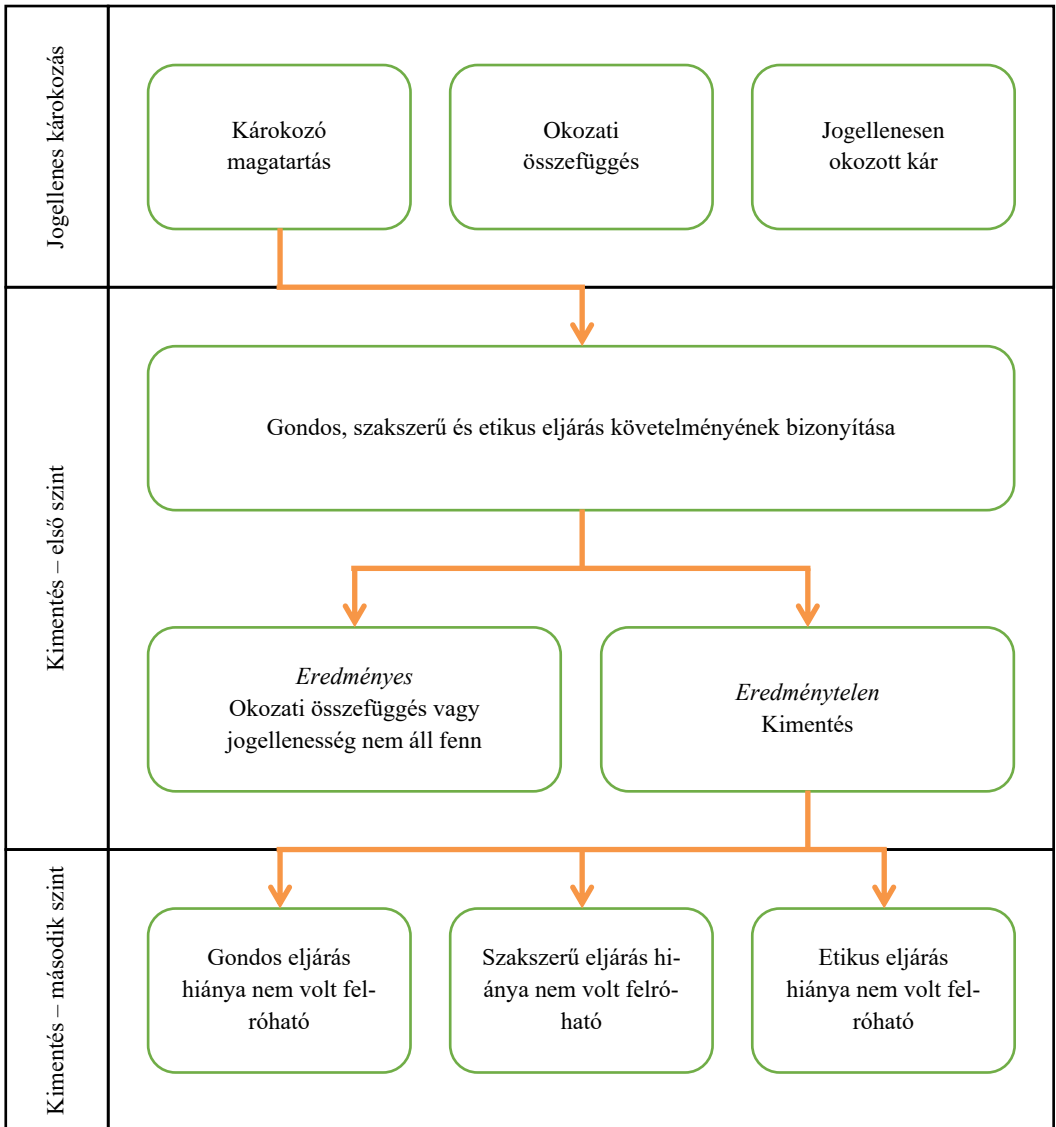 Jogellenes károkozás
Károkozó
magatartás
Okozati
összefüggés
Jogellenesen
okozott kár
Kimentés – első szint
Gondos, szakszerű és etikus eljárás követelményének bizonyítása
Eredményes
Okozati összefüggés vagy
jogellenesség nem áll fenn
Eredménytelen
Kimentés
Kimentés – második szint
Gondos eljárás
hiánya nem volt fel-
róható
Szakszerű eljárás hi-
ánya nem volt felró-
ható
Etikus eljárás
hiánya nem volt fel-
róható